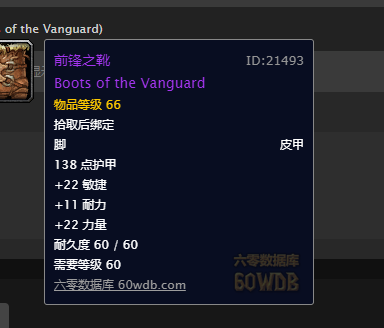 s of the Vanguard)
前锋之靴 ID:21493
Boots of the Vanguard
物品等级 66
拾取后绑定
脚 皮甲
138 点护甲
+22 敏捷
+11 耐力
+22 力量
耐久度 60 / 60
需要等级 60
六零数据库 60wdb.com
六零数据库
60WDB